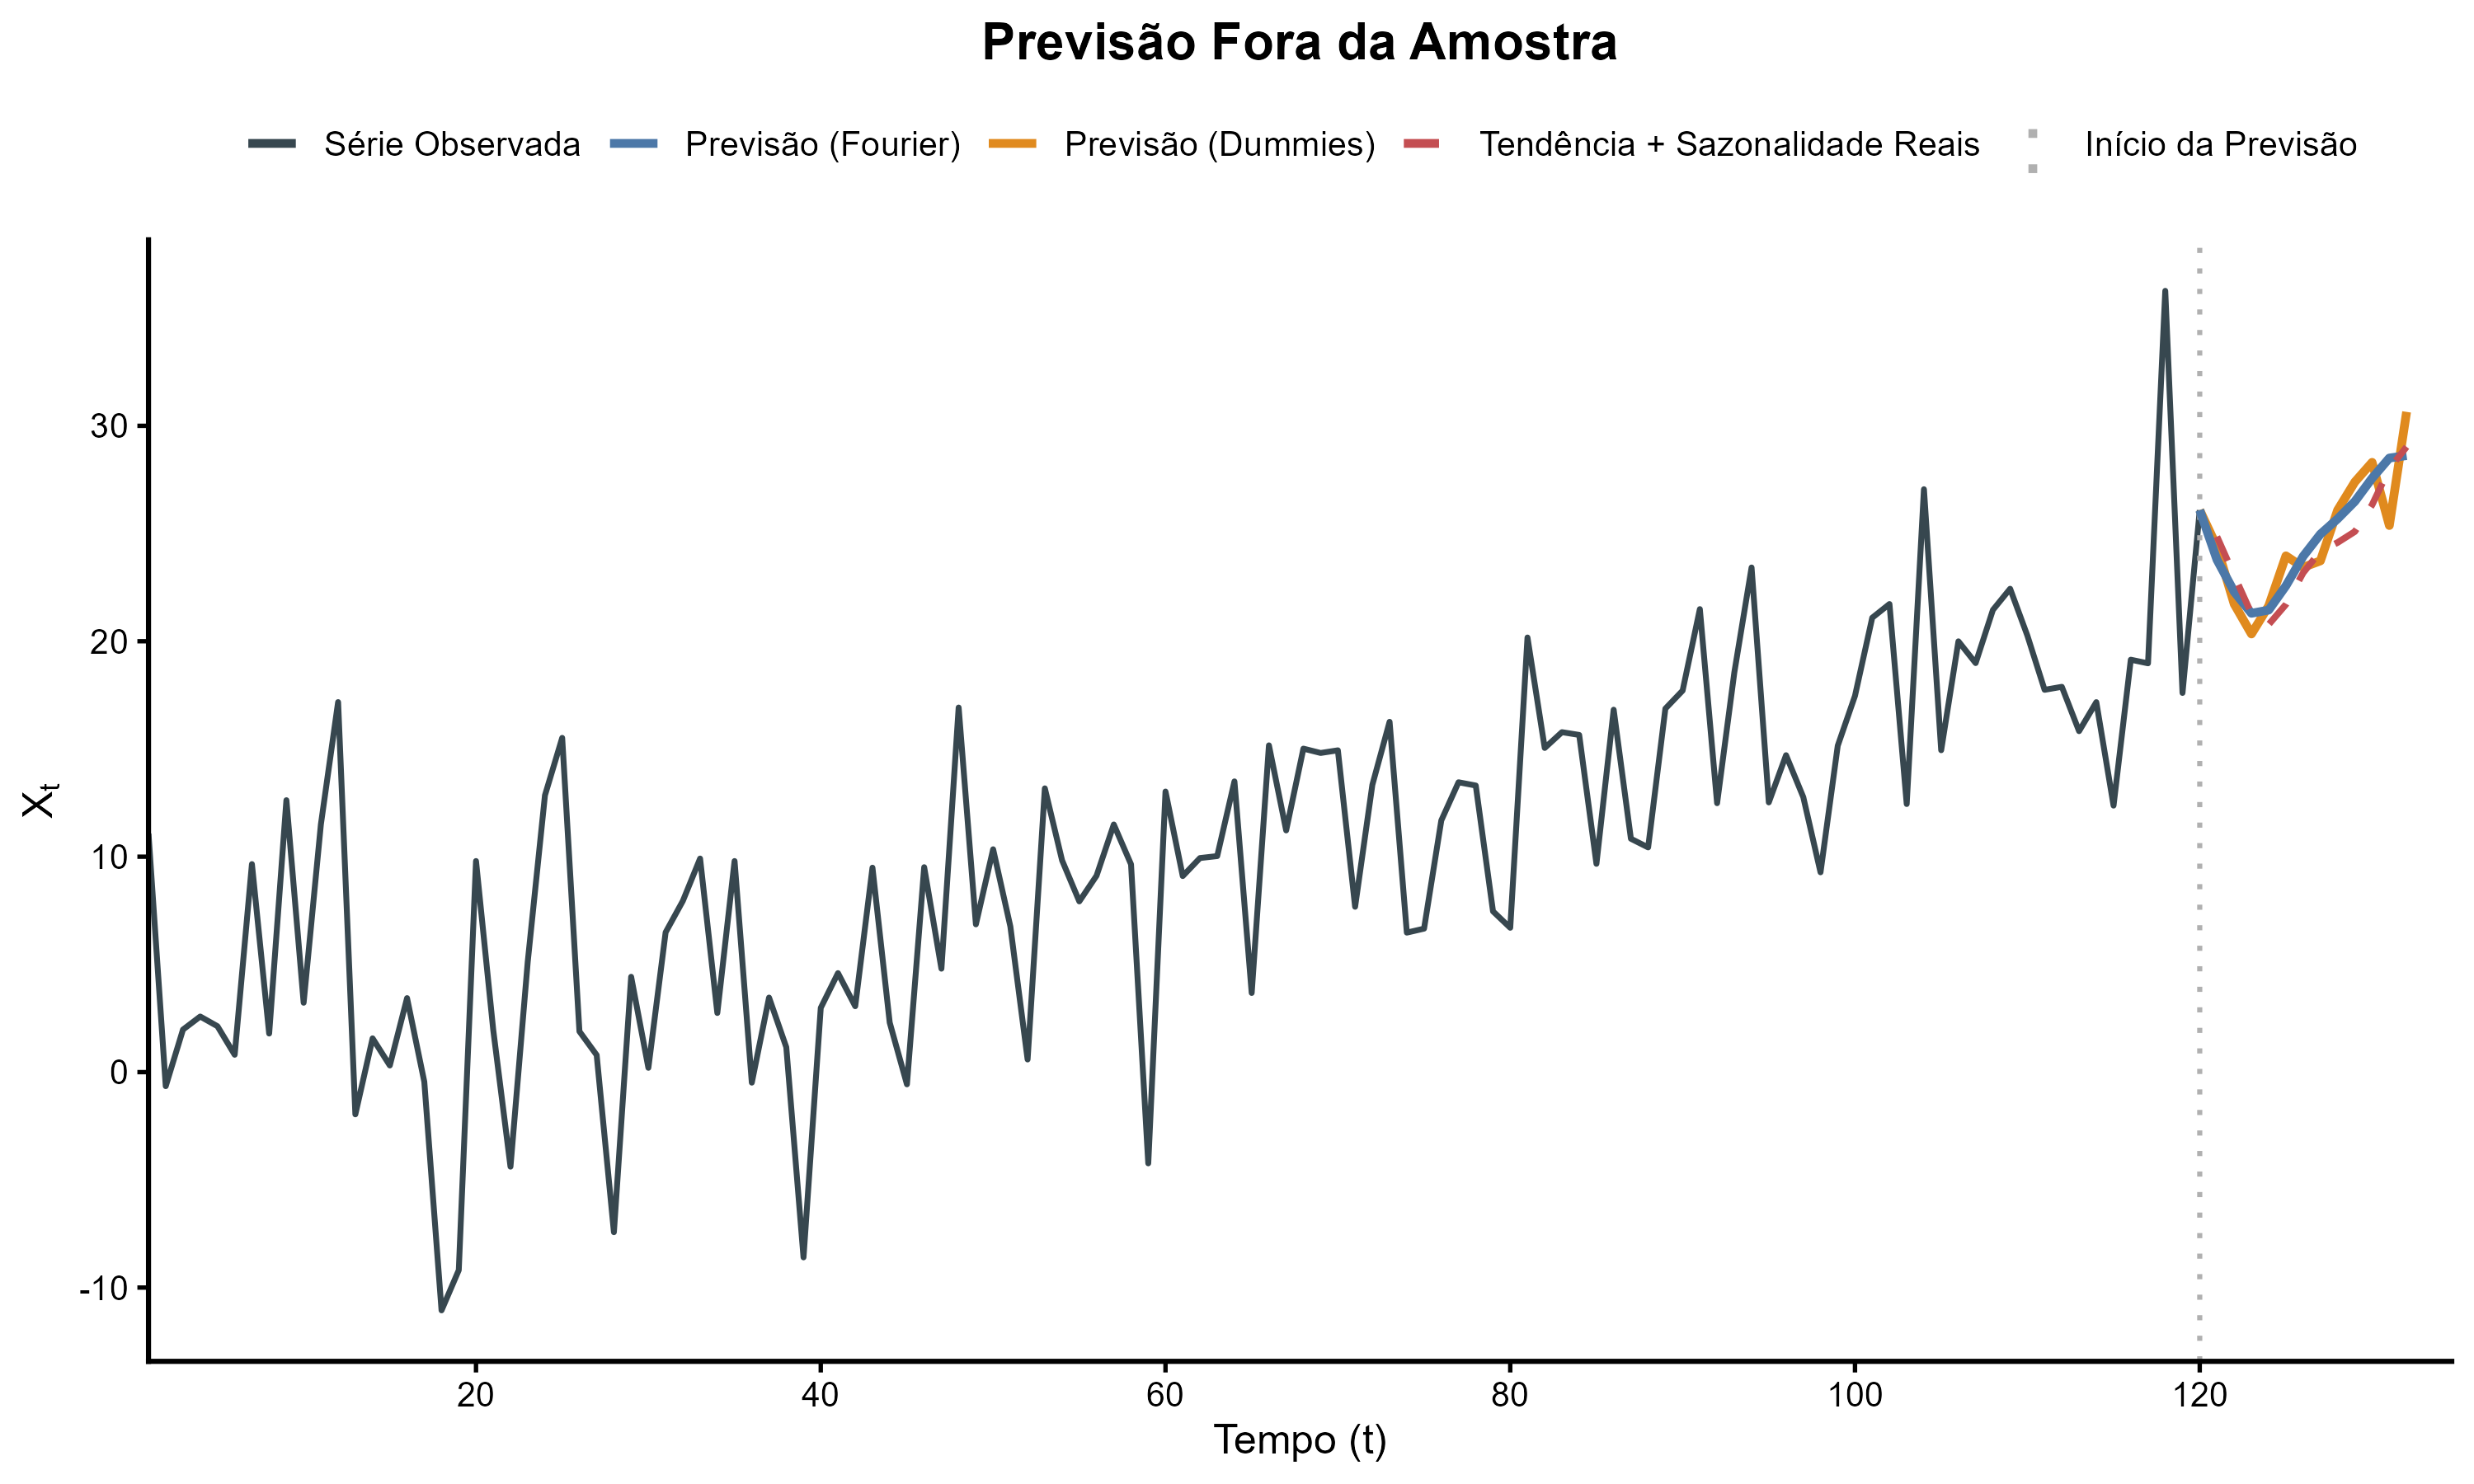 Previsão Fora da Amostra
Série Observada Previsão (Fourier) Previsão (Dummies) Tendência + Sazonalidade Reais Início da Previsão
30
20
10
0
-10
Xt
20 40 60 80 100 120
Tempo (t)